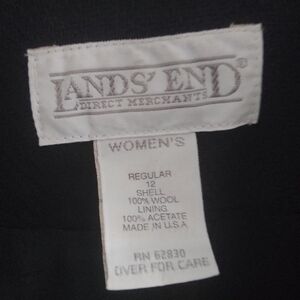 LANDS' END®
DIRECT MERCHANTS
WOMEN'S
REGULAR
12
SHELL
100% WOOL
LINING
100% ACETATE
MADE IN U.S.A
RN 62830
OVER FOR CARE